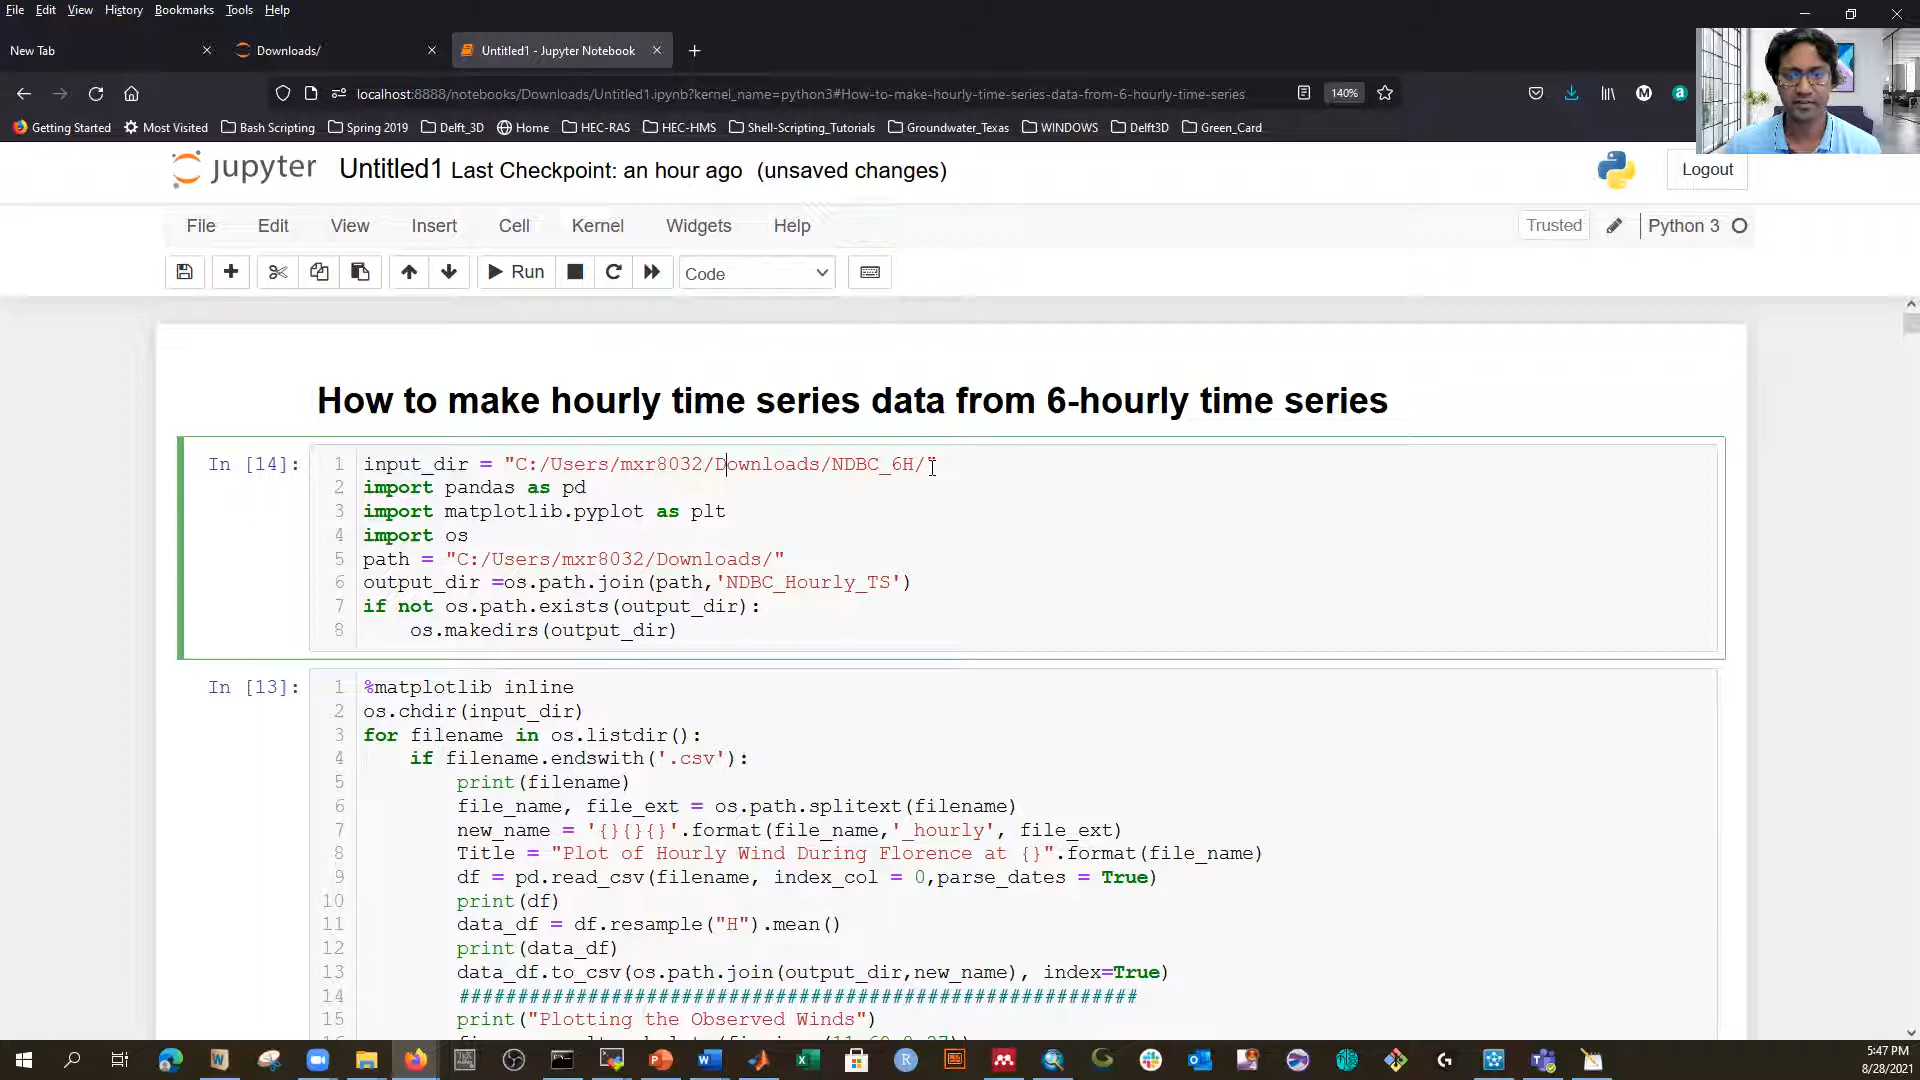 File Edit View History Bookmarks Tools Help
New Tab
Downloads/
Untitled1 - Jupyter Notebook
localhost:8888/notebooks/Downloads/Untitled1.ipynb?kernel_name=python3#How-to-make-hourly-time-series-data-from-6-hourly-time-series
140%
Getting Started Most Visited Bash Scripting Spring 2019 Delft_3D Home HEC-RAS HEC-HMS Shell-Scripting_Tutorials Groundwater_Texas WINDOWS Delft3D Green_Card
jupyter Untitled1 Last Checkpoint: an hour ago (unsaved changes)
Logout
File Edit View Insert Cell Kernel Widgets Help
Trusted Python 3
Run Code
How to make hourly time series data from 6-hourly time series
In [14]:
1 input_dir = "C:/Users/mxr8032/Downloads/NDBC_6H/"
2 import pandas as pd
3 import matplotlib.pyplot as plt
4 import os
5 path = "C:/Users/mxr8032/Downloads/"
6 output_dir =os.path.join(path,'NDBC_Hourly_TS')
7 if not os.path.exists(output_dir):
8     os.makedirs(output_dir)
In [13]:
1 %matplotlib inline
2 os.chdir(input_dir)
3 for filename in os.listdir():
4     if filename.endswith('.csv'):
5         print(filename)
6         file_name, file_ext = os.path.splitext(filename)
7         new_name = '{}{}{}'.format(file_name,'_hourly', file_ext)
8         Title = "Plot of Hourly Wind During Florence at {}".format(file_name)
9         df = pd.read_csv(filename, index_col = 0,parse_dates = True)
10         print(df)
11         data_df = df.resample("H").mean()
12         print(data_df)
13         data_df.to_csv(os.path.join(output_dir,new_name), index=True)
14         ##########################################################
15         print("Plotting the Observed Winds")
5:47 PM
8/28/2021